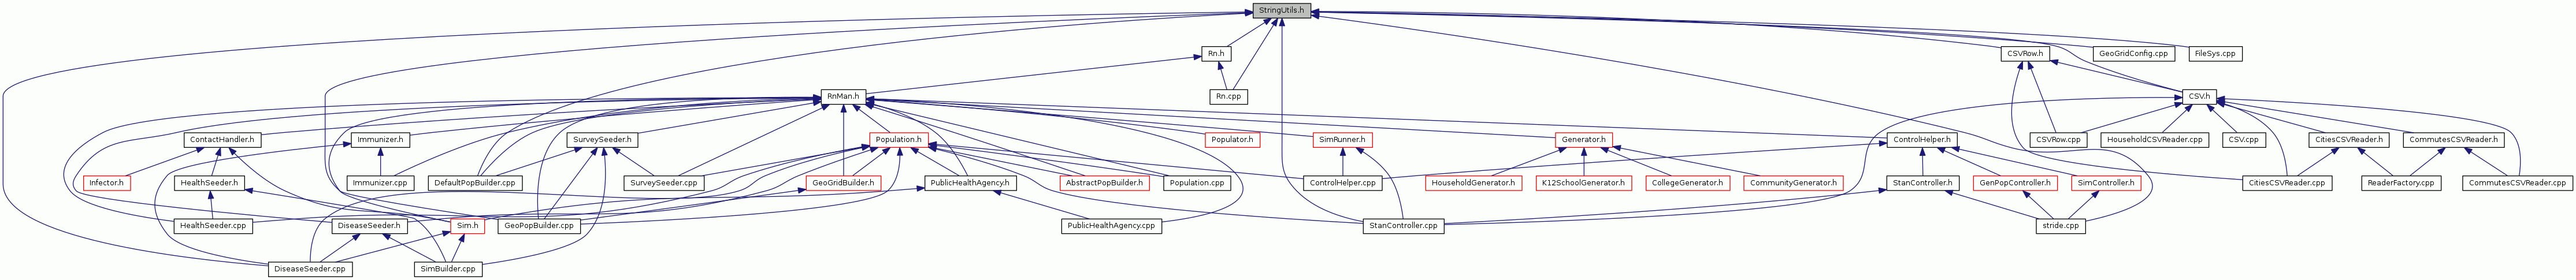 StringUtils.h
Rn.h
CSVRow.h
GeoGridConfig.cpp
FileSys.cpp
RnMan.h
Rn.cpp
CSV.h
ContactHandler.h
Immunizer.h
SurveySeeder.h
Population.h
Populator.h
SimRunner.h
Generator.h
ControlHelper.h
CSVRow.cpp
HouseholdCSVReader.cpp
CSV.cpp
CitiesCSVReader.h
CommutesCSVReader.h
Infector.h
HealthSeeder.h
Immunizer.cpp
DefaultPopBuilder.cpp
SurveySeeder.cpp
GeoGridBuilder.h
PublicHealthAgency.h
AbstractPopBuilder.h
Population.cpp
ControlHelper.cpp
HouseholdGenerator.h
K12SchoolGenerator.h
CollegeGenerator.h
CommunityGenerator.h
StanController.h
GenPopController.h
SimController.h
CitiesCSVReader.cpp
ReaderFactory.cpp
CommutesCSVReader.cpp
HealthSeeder.cpp
DiseaseSeeder.h
Sim.h
GeoPopBuilder.cpp
PublicHealthAgency.cpp
StanController.cpp
stride.cpp
DiseaseSeeder.cpp
SimBuilder.cpp